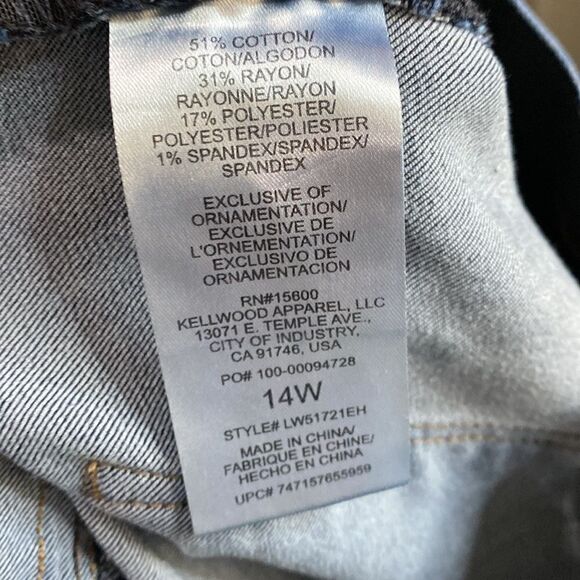 51% COTTON/
COTON/ALGODON
31% RAYON/
RAYONNE/RAYON
17% POLYESTER/
POLYESTER/POLIESTER
1% SPANDEX/SPANDEX/
SPANDEX
EXCLUSIVE OF
ORNAMENTATION/
EXCLUSIVE DE
L'ORNEMENTATION/
EXCLUSIVO DE
ORNAMENTACION
RN#15600
KELLWOOD APPAREL, LLC
13071 E. TEMPLE AVE.,
CITY OF INDUSTRY,
CA 91746, USA
PO# 100-00094728
14W
STYLE# LW51721EH
MADE IN CHINA/
FABRIQUE EN CHINE/
HECHO EN CHINA
UPC# 747157655959